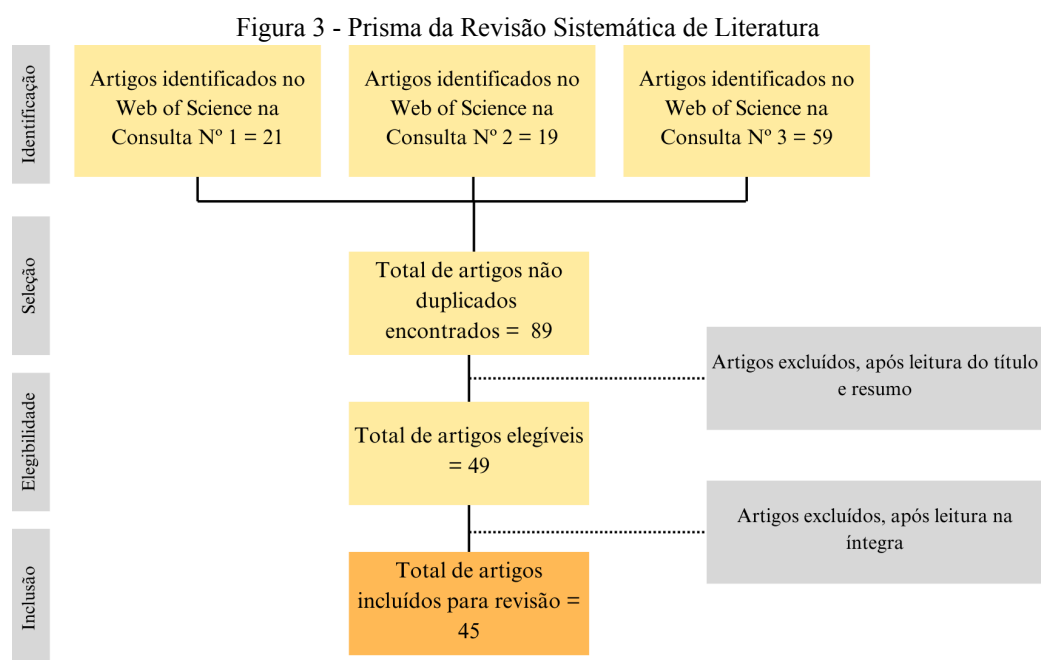 Figura 3 - Prisma da Revisão Sistemática de Literatura
Identificação
Artigos identificados no
Web of Science na
Consulta Nº 1 = 21
Artigos identificados no
Web of Science na
Consulta Nº 2 = 19
Artigos identificados no
Web of Science na
Consulta Nº 3 = 59
Seleção
Total de artigos não
duplicados
encontrados = 89
Artigos excluídos, após leitura do título
e resumo
Elegibilidade
Total de artigos elegíveis
= 49
Artigos excluídos, após leitura na
íntegra
Inclusão
Total de artigos
incluídos para revisão =
45